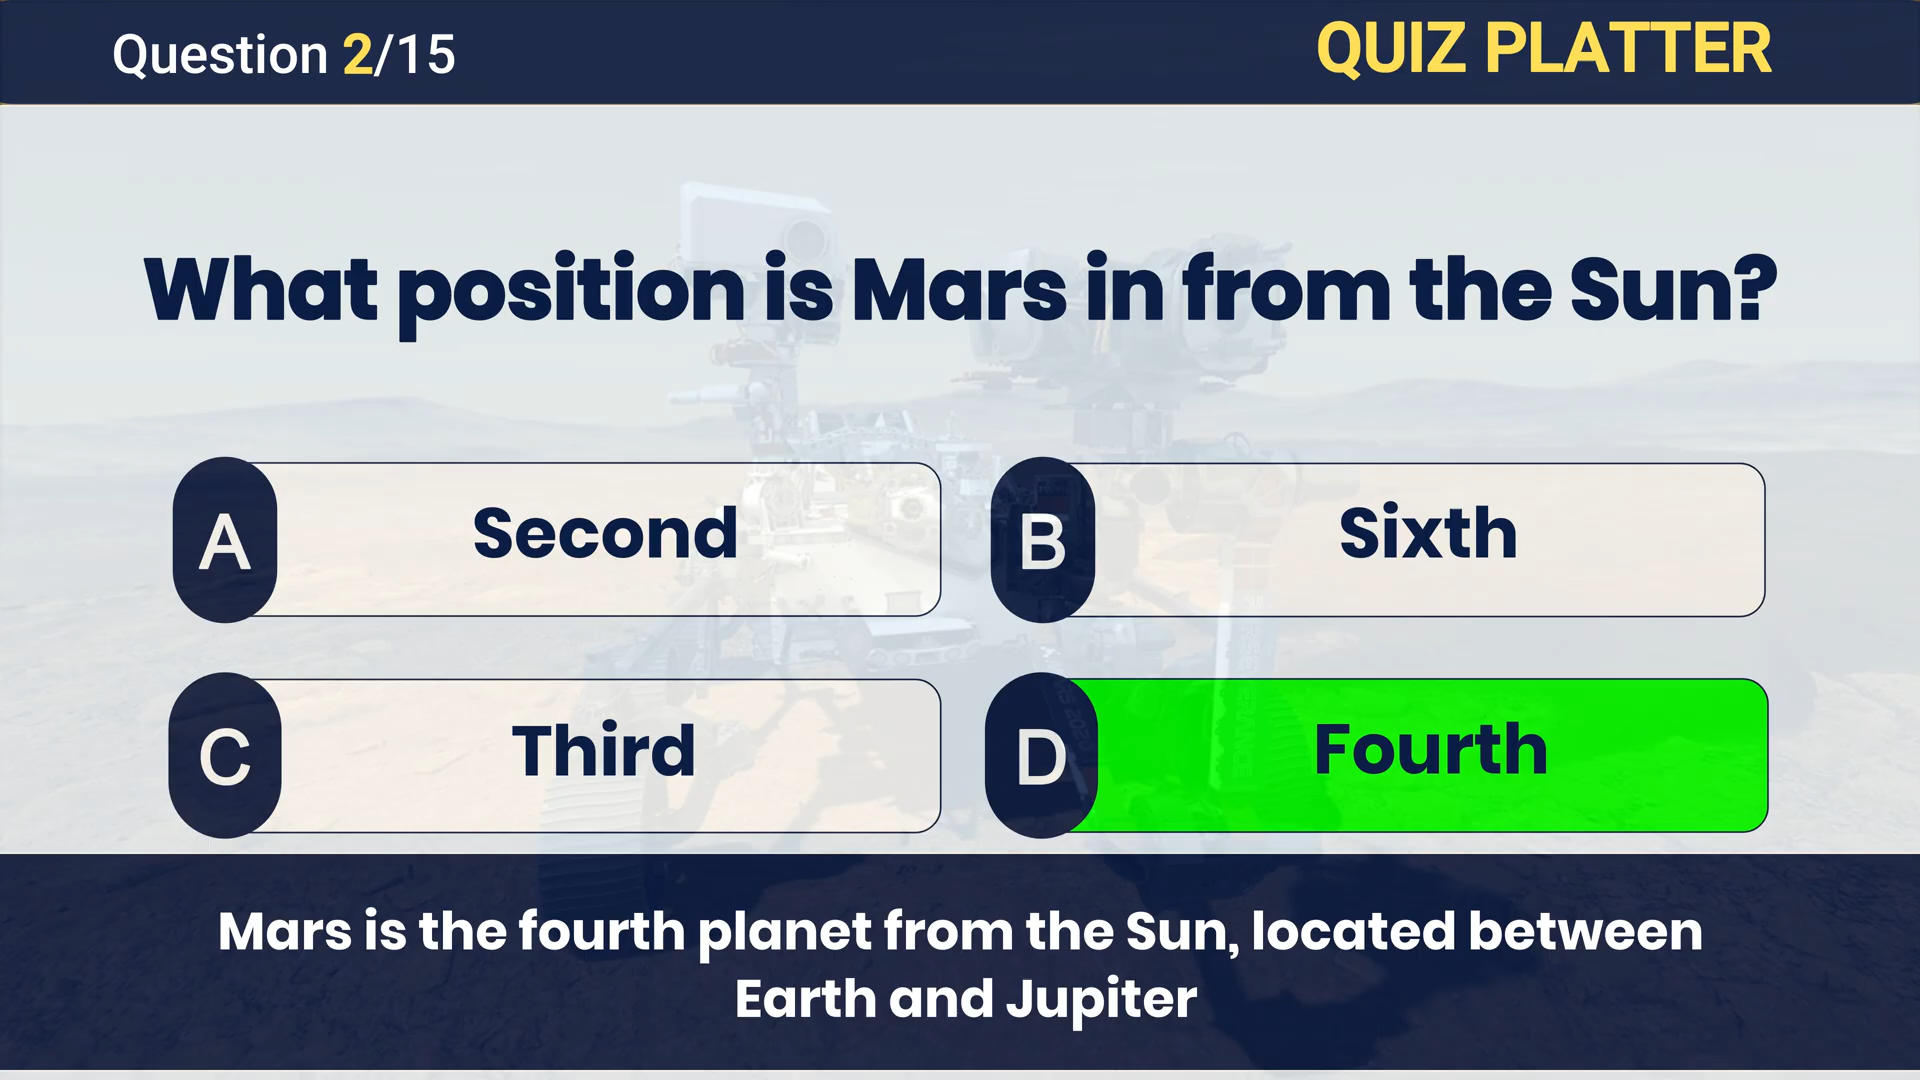 Question 2/15
QUIZ PLATTER
What position is Mars in from the Sun?
A
Second
B
Sixth
C
Third
D
Fourth
Mars is the fourth planet from the Sun, located between
Earth and Jupiter